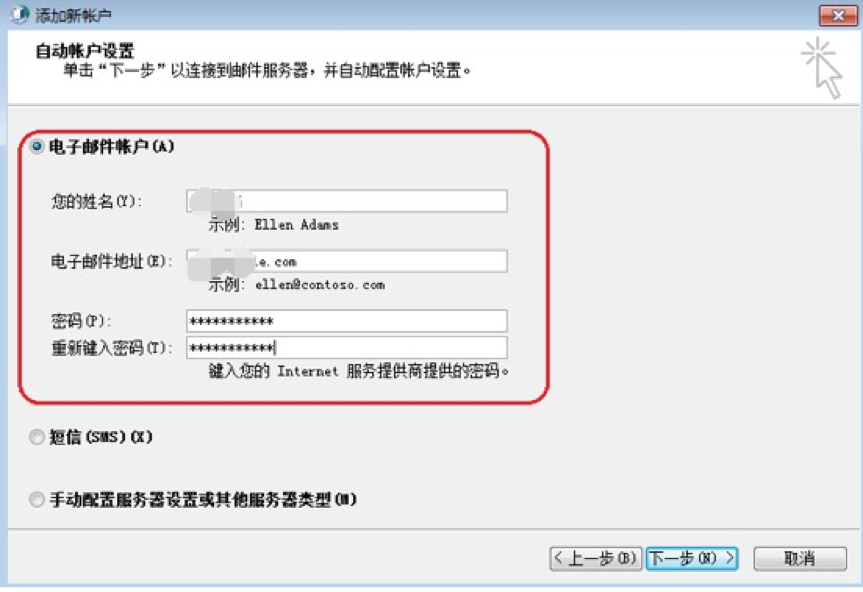 添加新帐户
自动帐户设置
单击“下一步”以连接到邮件服务器，并自动配置帐户设置。
电子邮件帐户(A)
您的姓名(Y):
示例: Ellen Adams
电子邮件地址(E): e.com
示例: ellen@contoso.com
密码(P): ***********
重新键入密码(T): ***********
键入您的 Internet 服务提供商提供的密码。
短信(SMS)(X)
手动配置服务器设置或其他服务器类型(M)
< 上一步(B) 下一步(N) > 取消